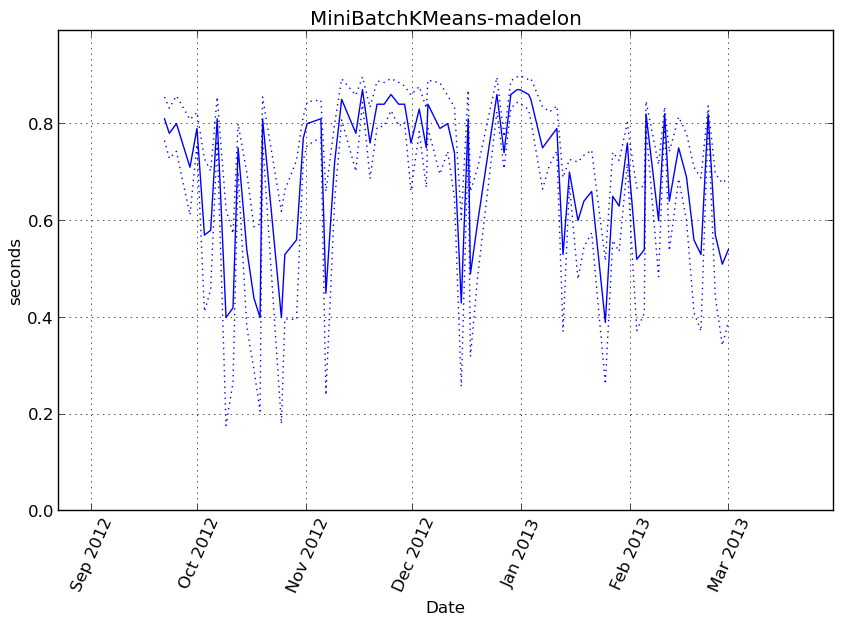 MiniBatchKMeans-madelon
seconds
0.8
0.6
0.4
0.2
0.0
Sep 2012
Oct 2012
Nov 2012
Dec 2012
Jan 2013
Feb 2013
Mar 2013
Date